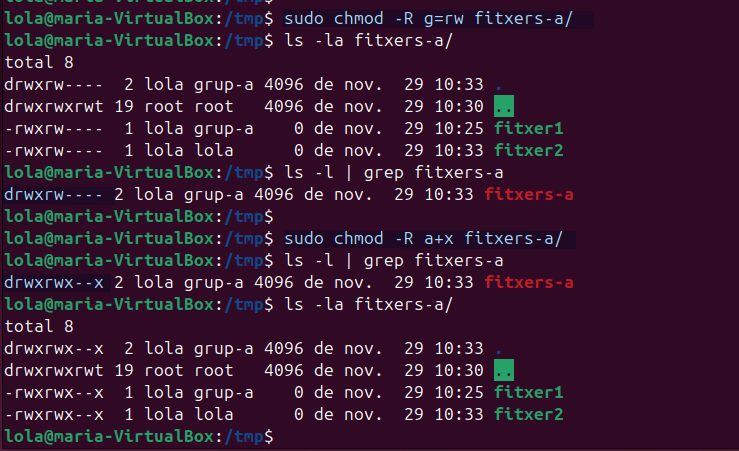 lola@maria-VirtualBox:/tmp$ sudo chmod -R g=rw fitxers-a/
lola@maria-VirtualBox:/tmp$ ls -la fitxers-a/
total 8
drwxrw----  2 lola grup-a 4096 de nov.  29 10:33 .
drwxrwxrwt 19 root root   4096 de nov.  29 10:30 ..
-rwxrw----  1 lola grup-a    0 de nov.  29 10:25 fitxer1
-rwxrw----  1 lola lola      0 de nov.  29 10:33 fitxer2
lola@maria-VirtualBox:/tmp$ ls -l | grep fitxers-a
drwxrw---- 2 lola grup-a 4096 de nov.  29 10:33 fitxers-a
lola@maria-VirtualBox:/tmp$
lola@maria-VirtualBox:/tmp$ sudo chmod -R a+x fitxers-a/
lola@maria-VirtualBox:/tmp$ ls -l | grep fitxers-a
drwxrwx--x 2 lola grup-a 4096 de nov.  29 10:33 fitxers-a
lola@maria-VirtualBox:/tmp$ ls -la fitxers-a/
total 8
drwxrwx--x  2 lola grup-a 4096 de nov.  29 10:33 .
drwxrwxrwt 19 root root   4096 de nov.  29 10:30 ..
-rwxrwx--x  1 lola grup-a    0 de nov.  29 10:25 fitxer1
-rwxrwx--x  1 lola lola      0 de nov.  29 10:33 fitxer2
lola@maria-VirtualBox:/tmp$